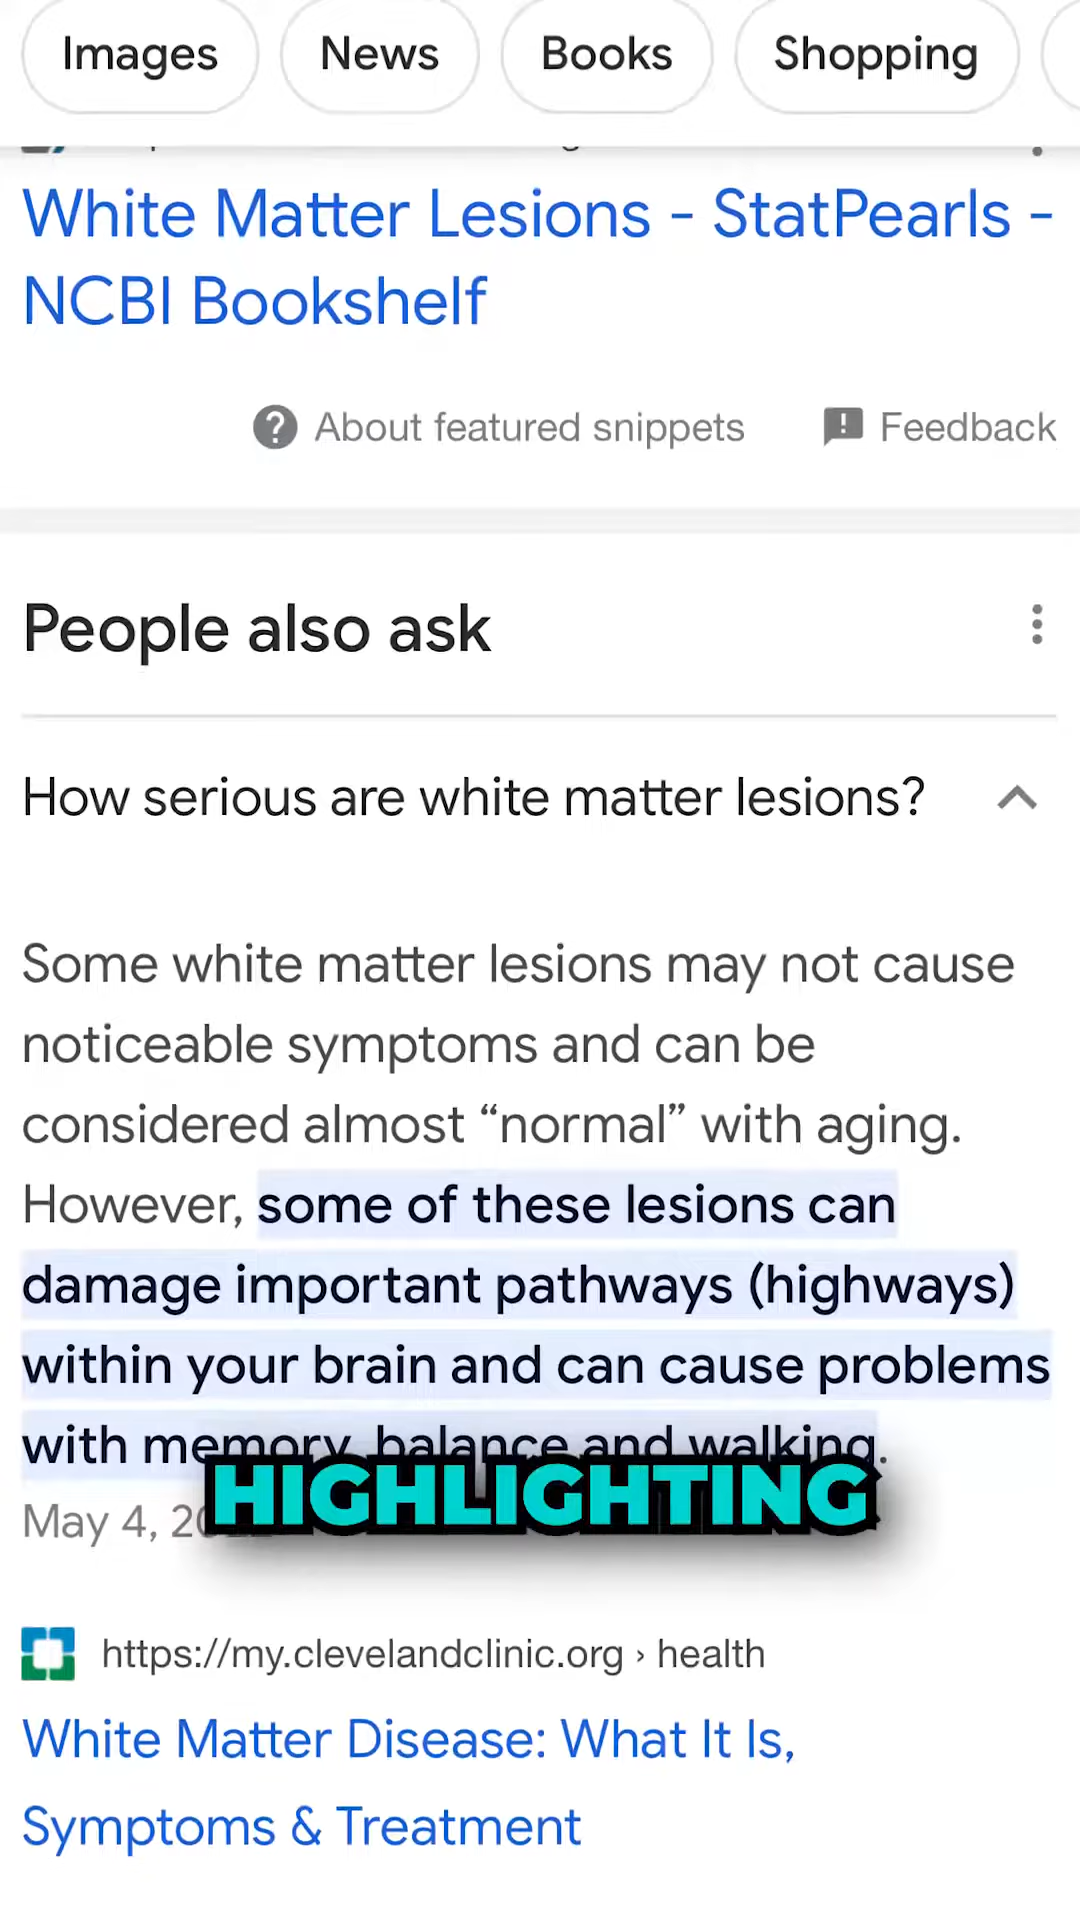 Images News Books Shopping
White Matter Lesions - StatPearls -
NCBI Bookshelf
About featured snippets Feedback
People also ask
How serious are white matter lesions?
Some white matter lesions may not cause
noticeable symptoms and can be
considered almost “normal” with aging.
However, some of these lesions can
damage important pathways (highways)
within your brain and can cause problems
with memory, balance and walking.
HIGHLIGHTING
May 4,
https://my.clevelandclinic.org › health
White Matter Disease: What It Is,
Symptoms & Treatment